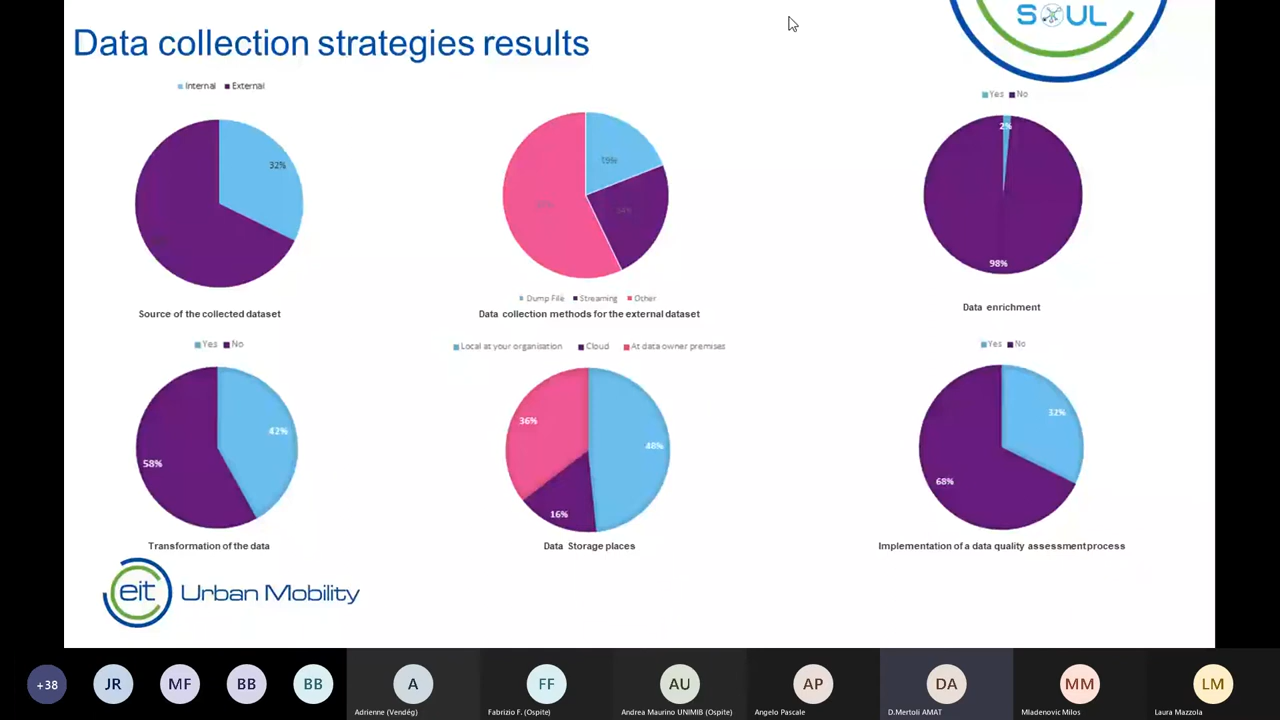 SOUL
Data collection strategies results
Internal External
32%
Source of the collected dataset
19%
24%
Dump File Streaming Other
Data collection methods for the external dataset
Yes No
2%
98%
Data enrichment
Yes No
42%
58%
Transformation of the data
Local at your organisation Cloud At data owner premises
36%
48%
16%
Data Storage places
Yes No
32%
68%
Implementation of a data quality assessment process
eit Urban Mobility
+38 JR MF BB BB A FF AU AP DA MM LM
Adrienne (Vendég) Fabrizio F. (Ospite) Andrea Maurino UNIMIB (Ospite) Angelo Pascale D.Mertoli AMAT Mladenovic Milos Laura Mazzola